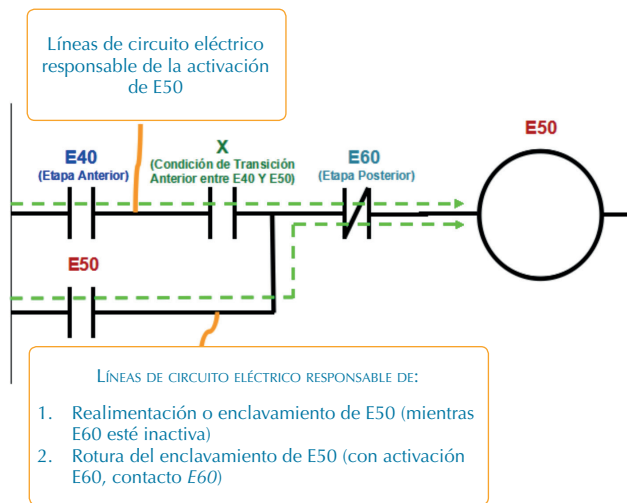 Líneas de circuito eléctrico
responsable de la activación
de E50
E40
(Etapa Anterior)
X
(Condición de Transición
Anterior entre E40 Y E50)
E60
(Etapa Posterior)
E50
E50
Líneas de circuito eléctrico responsable de:
1. Realimentación o enclavamiento de E50 (mientras
E60 esté inactiva)
2. Rotura del enclavamiento de E50 (con activación
E60, contacto E60)